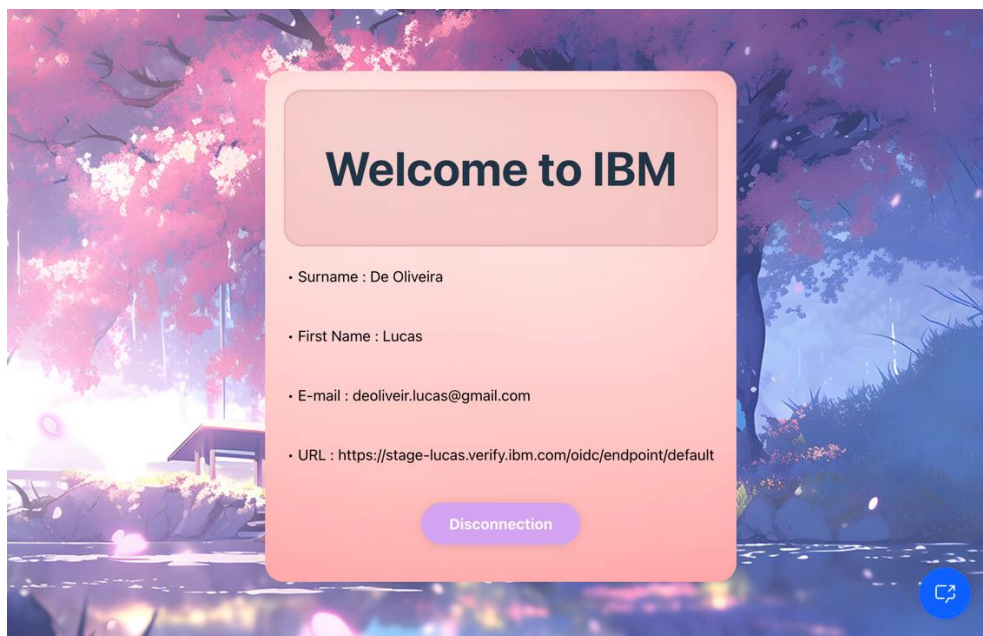 Welcome to IBM
• Surname : De Oliveira
• First Name : Lucas
• E-mail : deoliveir.lucas@gmail.com
• URL : https://stage-lucas.verify.ibm.com/oidc/endpoint/default
Disconnection